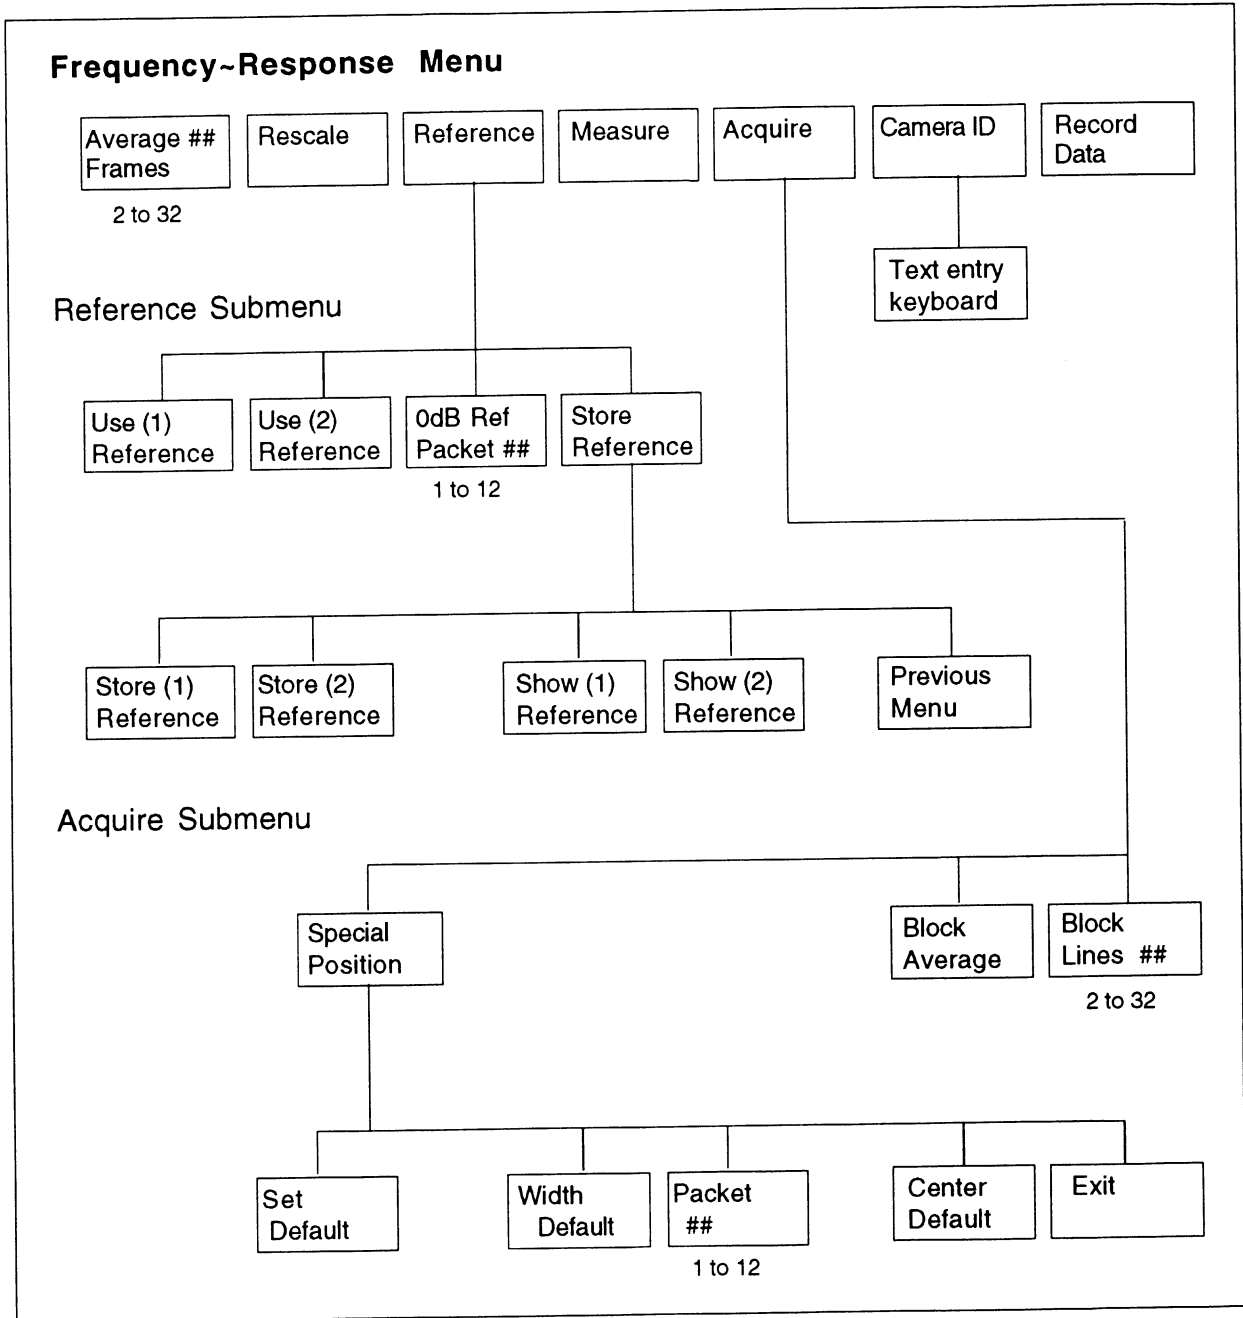 Frequency~Response Menu
Average ##
Frames
Rescale
Reference
Measure
Acquire
Camera ID
Record
Data
2 to 32
Text entry
keyboard
Reference Submenu
Use (1)
Reference
Use (2)
Reference
0dB Ref
Packet ##
Store
Reference
1 to 12
Store (1)
Reference
Store (2)
Reference
Show (1)
Reference
Show (2)
Reference
Previous
Menu
Acquire Submenu
Special
Position
Block
Average
Block
Lines ##
2 to 32
Set
Default
Width
Default
Packet
##
Center
Default
Exit
1 to 12